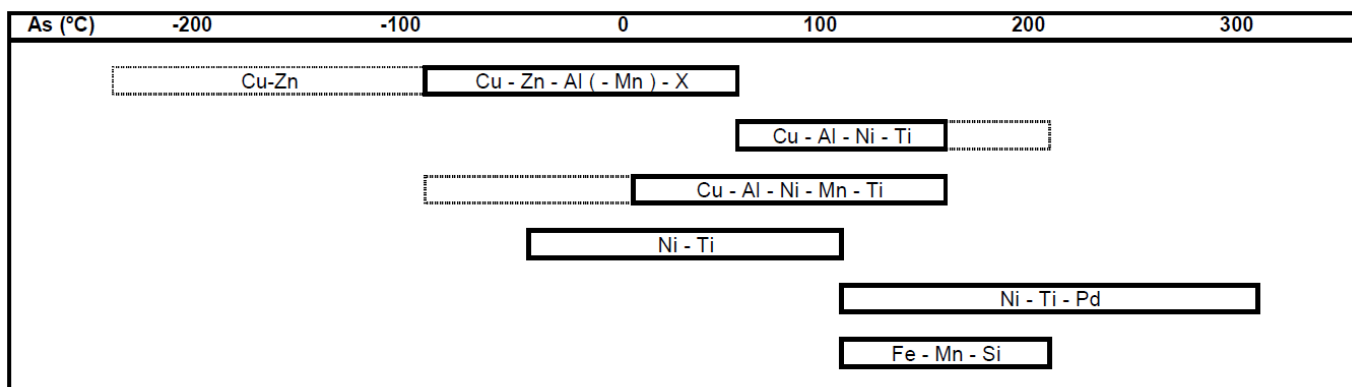 As (ºC) -200 -100 0 100 200 300
Cu-Zn Cu - Zn - Al ( - Mn ) - X
Cu - Al - Ni - Ti
Cu - Al - Ni - Mn - Ti
Ni - Ti
Ni - Ti - Pd
Fe - Mn - Si